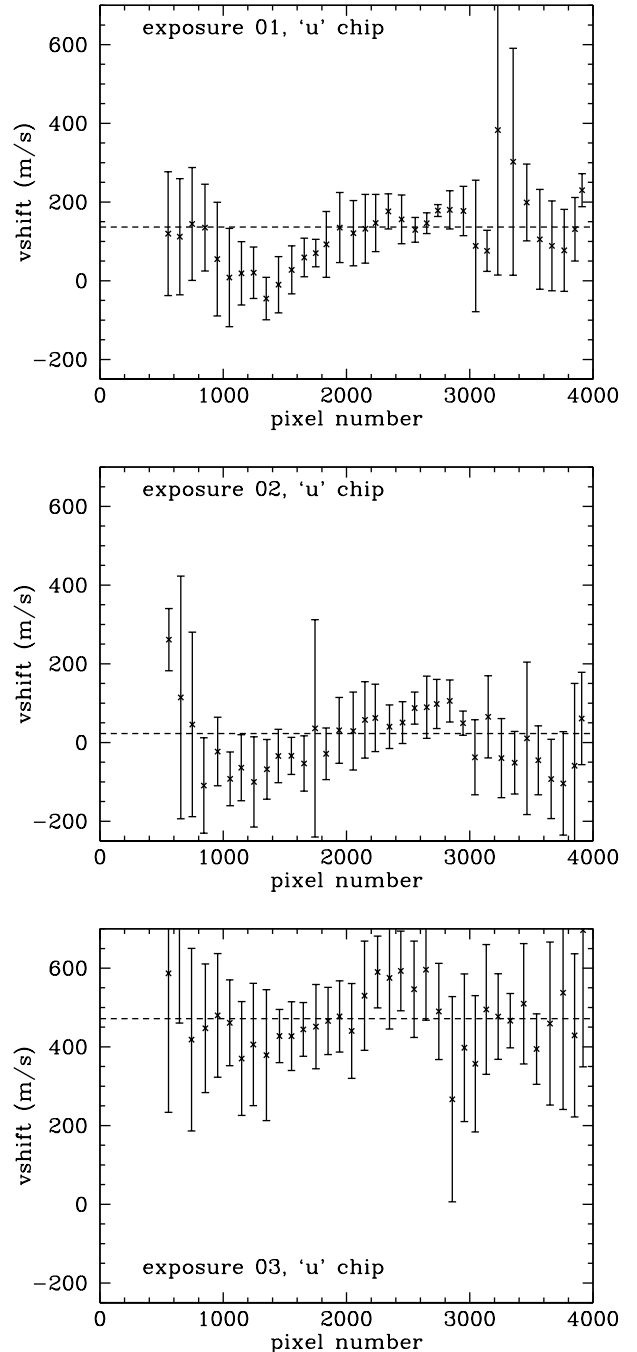 exposure 01, ‘u’ chip
600
400
200
0
−200
vshift (m/s)
0 1000 2000 3000 4000
pixel number
exposure 02, ‘u’ chip
600
400
200
0
−200
vshift (m/s)
0 1000 2000 3000 4000
pixel number
600
400
200
0
−200
vshift (m/s)
exposure 03, ‘u’ chip
0 1000 2000 3000 4000
pixel number